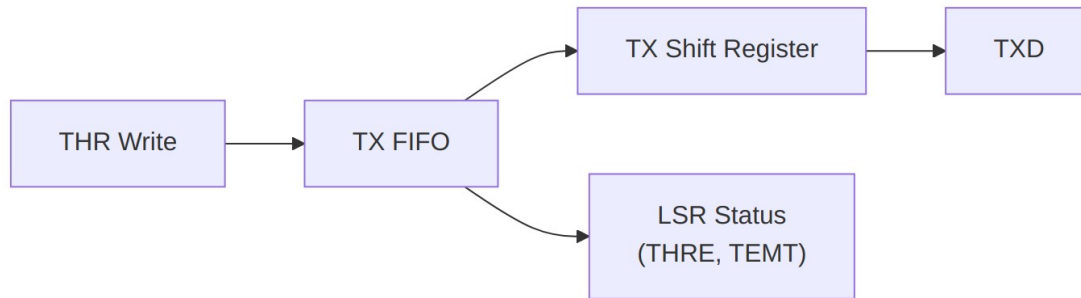 THR Write
TX FIFO
TX Shift Register
TXD
LSR Status
(THRE, TEMT)